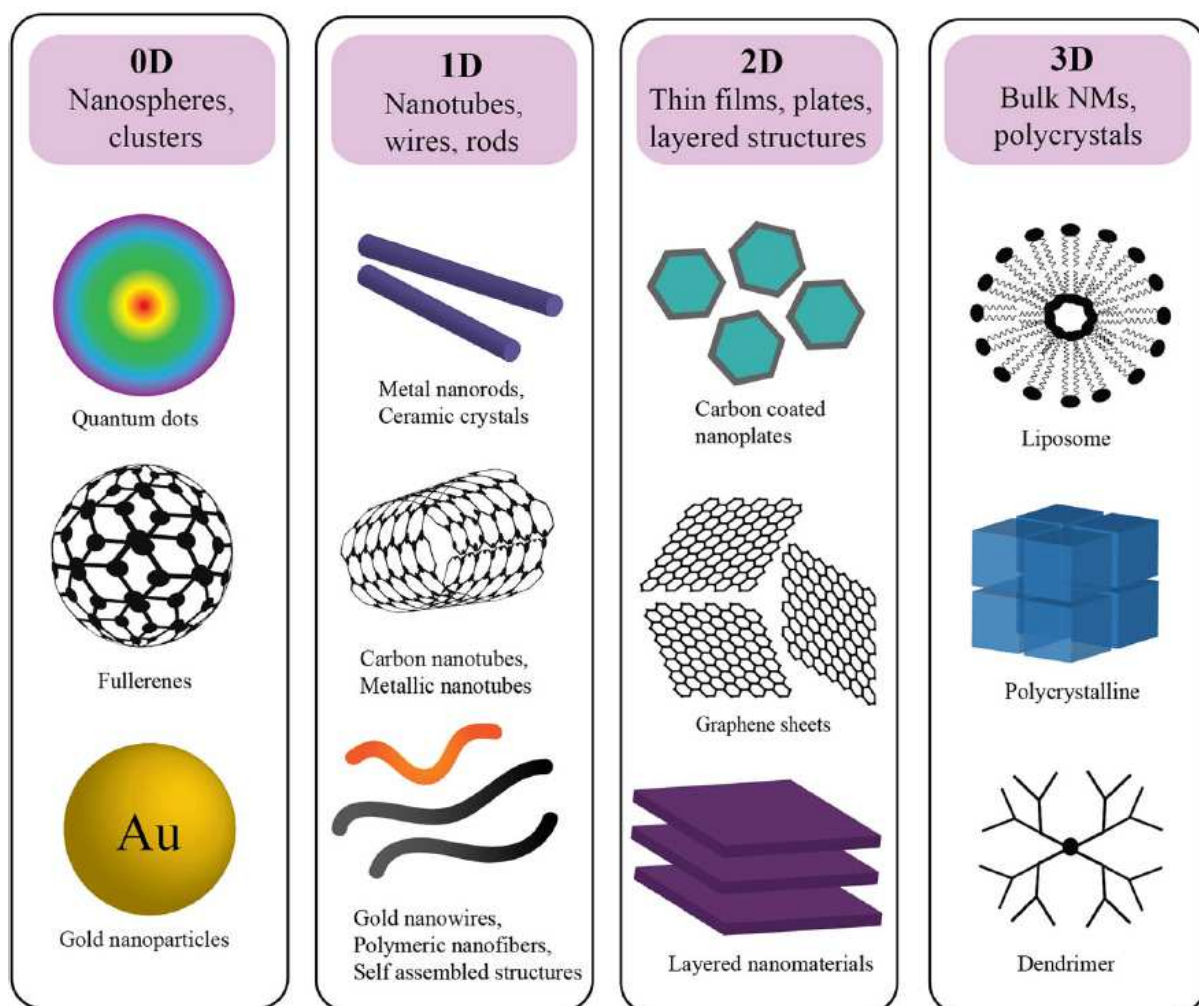 0D
Nanospheres,
clusters
Quantum dots
Fullerenes
Au
Gold nanoparticles
1D
Nanotubes,
wires, rods
Metal nanorods,
Ceramic crystals
Carbon nanotubes,
Metallic nanotubes
Gold nanowires,
Polymeric nanofibers,
Self assembled structures
2D
Thin films, plates,
layered structures
Carbon coated
nanoplates
Graphene sheets
Layered nanomaterials
3D
Bulk NMs,
polycrystals
Liposome
Polycrystalline
Dendrimer